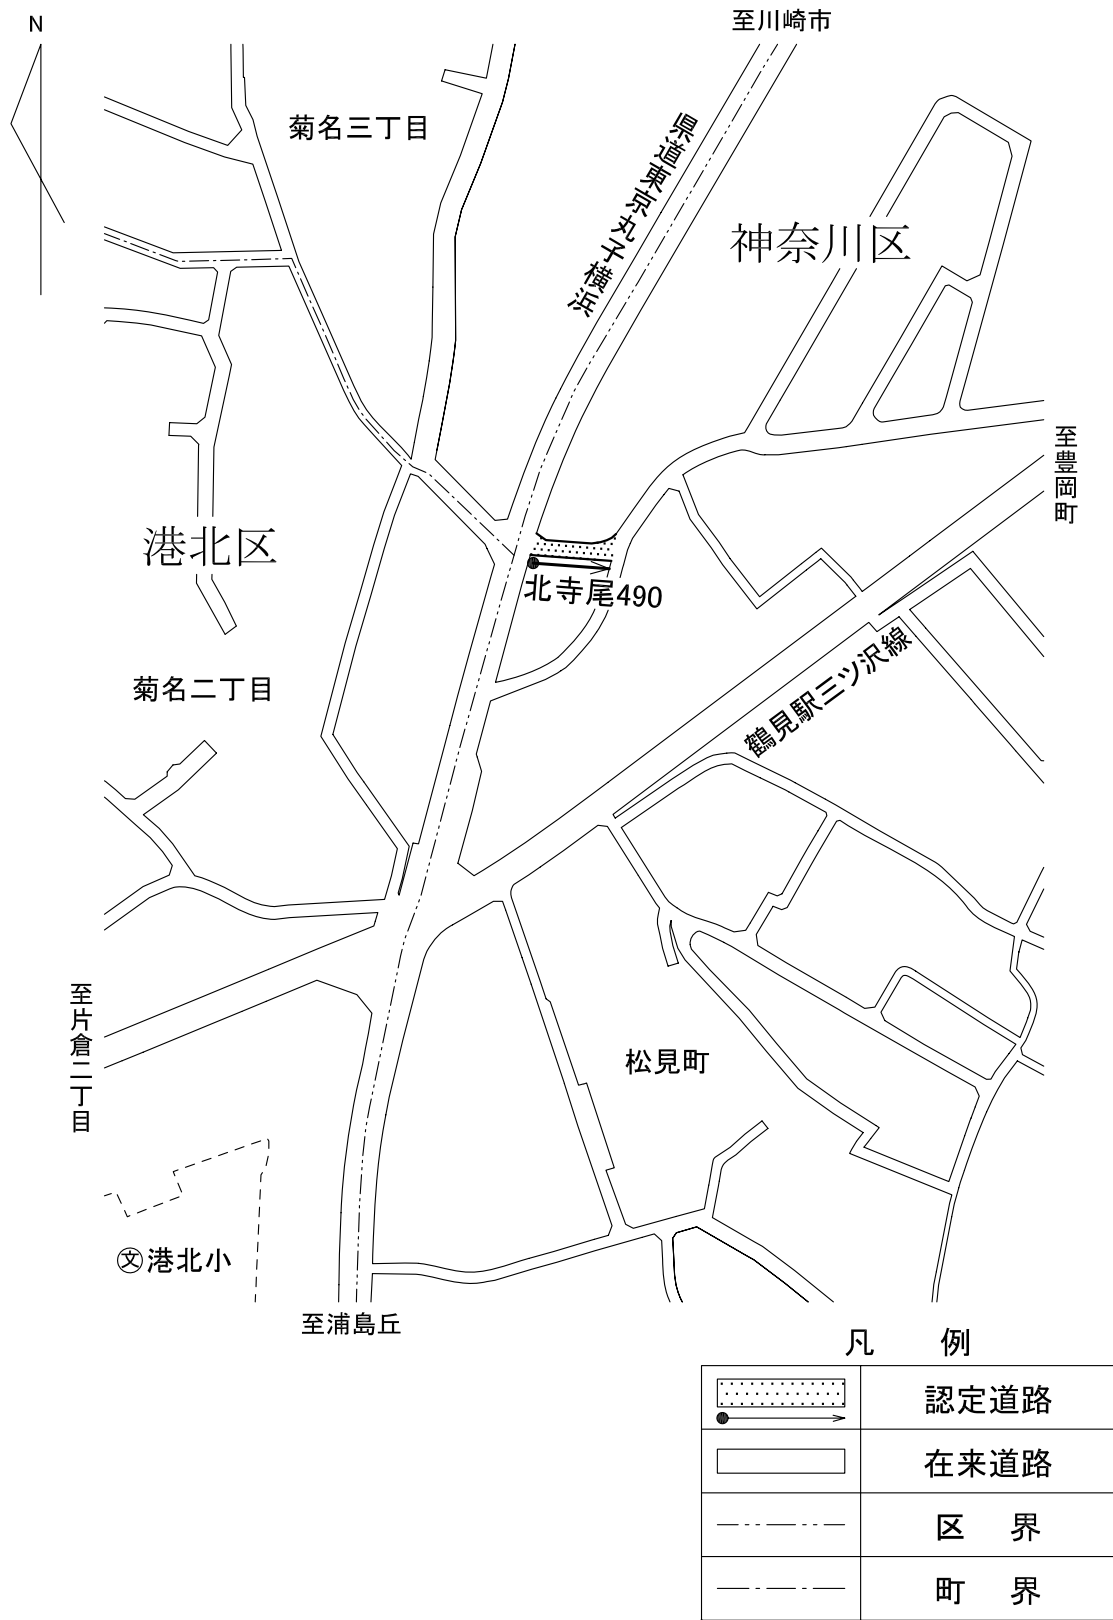 N
至川崎市
菊名三丁目
県道東京丸子横浜
神奈川区
至豊岡町
港北区
北寺尾490
鶴見駅三ツ沢線
菊名二丁目
至片倉二丁目
松見町
文港北小
至浦島丘
凡 例
認定道路
在来道路
区 界
町 界